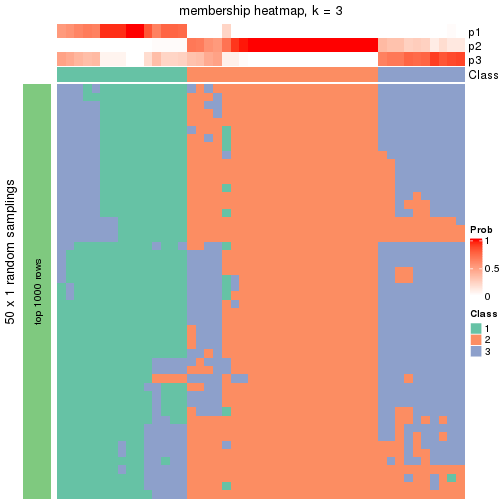 membership heatmap, k = 3
p1
p2
p3
Class
50 x 1 random samplings
top 1000 rows
Prob
1
0.5
0
Class
1
2
3